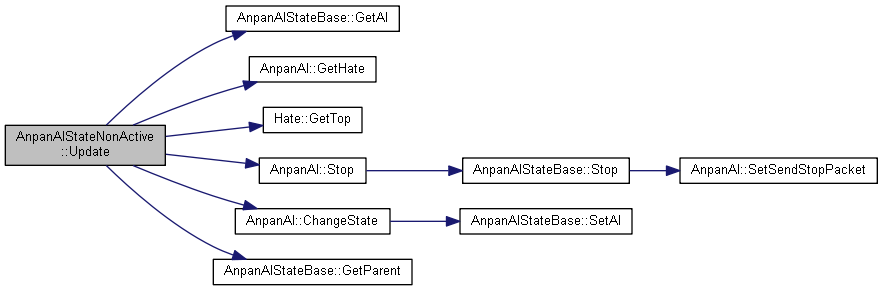 AnpanAIStateBase::GetAI
AnpanAI::GetHate
Hate::GetTop
AnpanAIStateNonActive
::Update
AnpanAI::Stop
AnpanAIStateBase::Stop
AnpanAI::SetSendStopPacket
AnpanAI::ChangeState
AnpanAIStateBase::SetAI
AnpanAIStateBase::GetParent